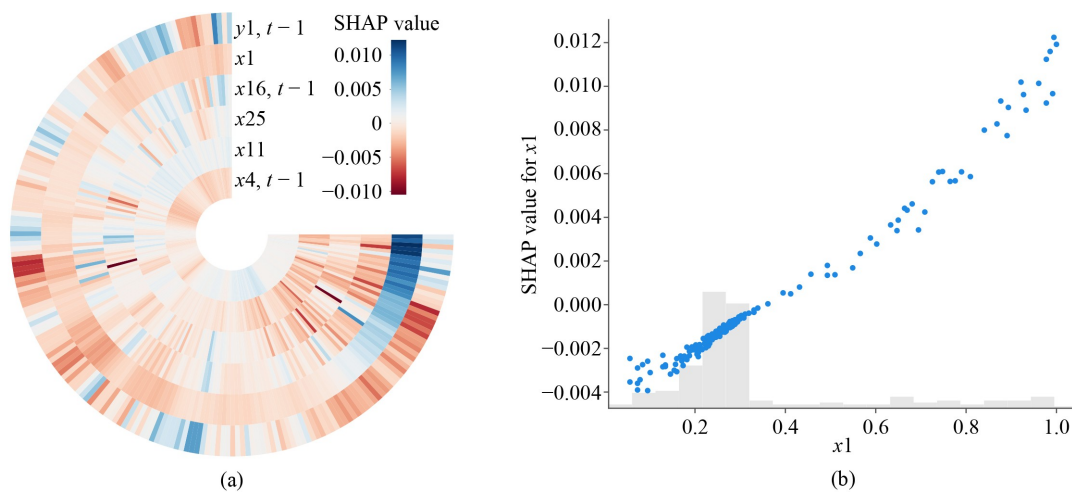 y1, t − 1
x1
x16, t − 1
x25
x11
x4, t − 1
SHAP value
0.010
0.005
0
−0.005
−0.010
(a)
SHAP value for x1
0.012
0.010
0.008
0.006
0.004
0.002
0.000
−0.002
−0.004
0.2 0.4 0.6 0.8 1.0
x1
(b)